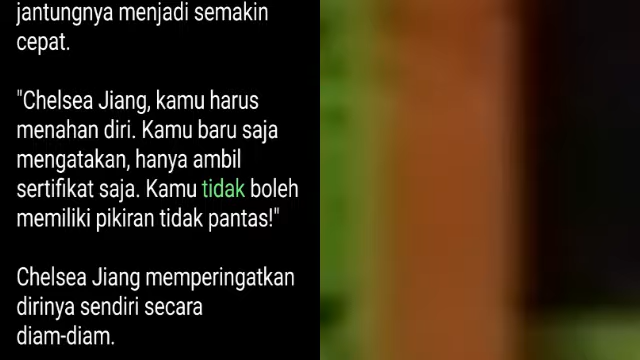 jantungnya menjadi semakin
cepat.
"Chelsea Jiang, kamu harus
menahan diri. Kamu baru saja
mengatakan, hanya ambil
sertifikat saja. Kamu tidak boleh
memiliki pikiran tidak pantas!"
Chelsea Jiang memperingatkan
dirinya sendiri secara
diam-diam.